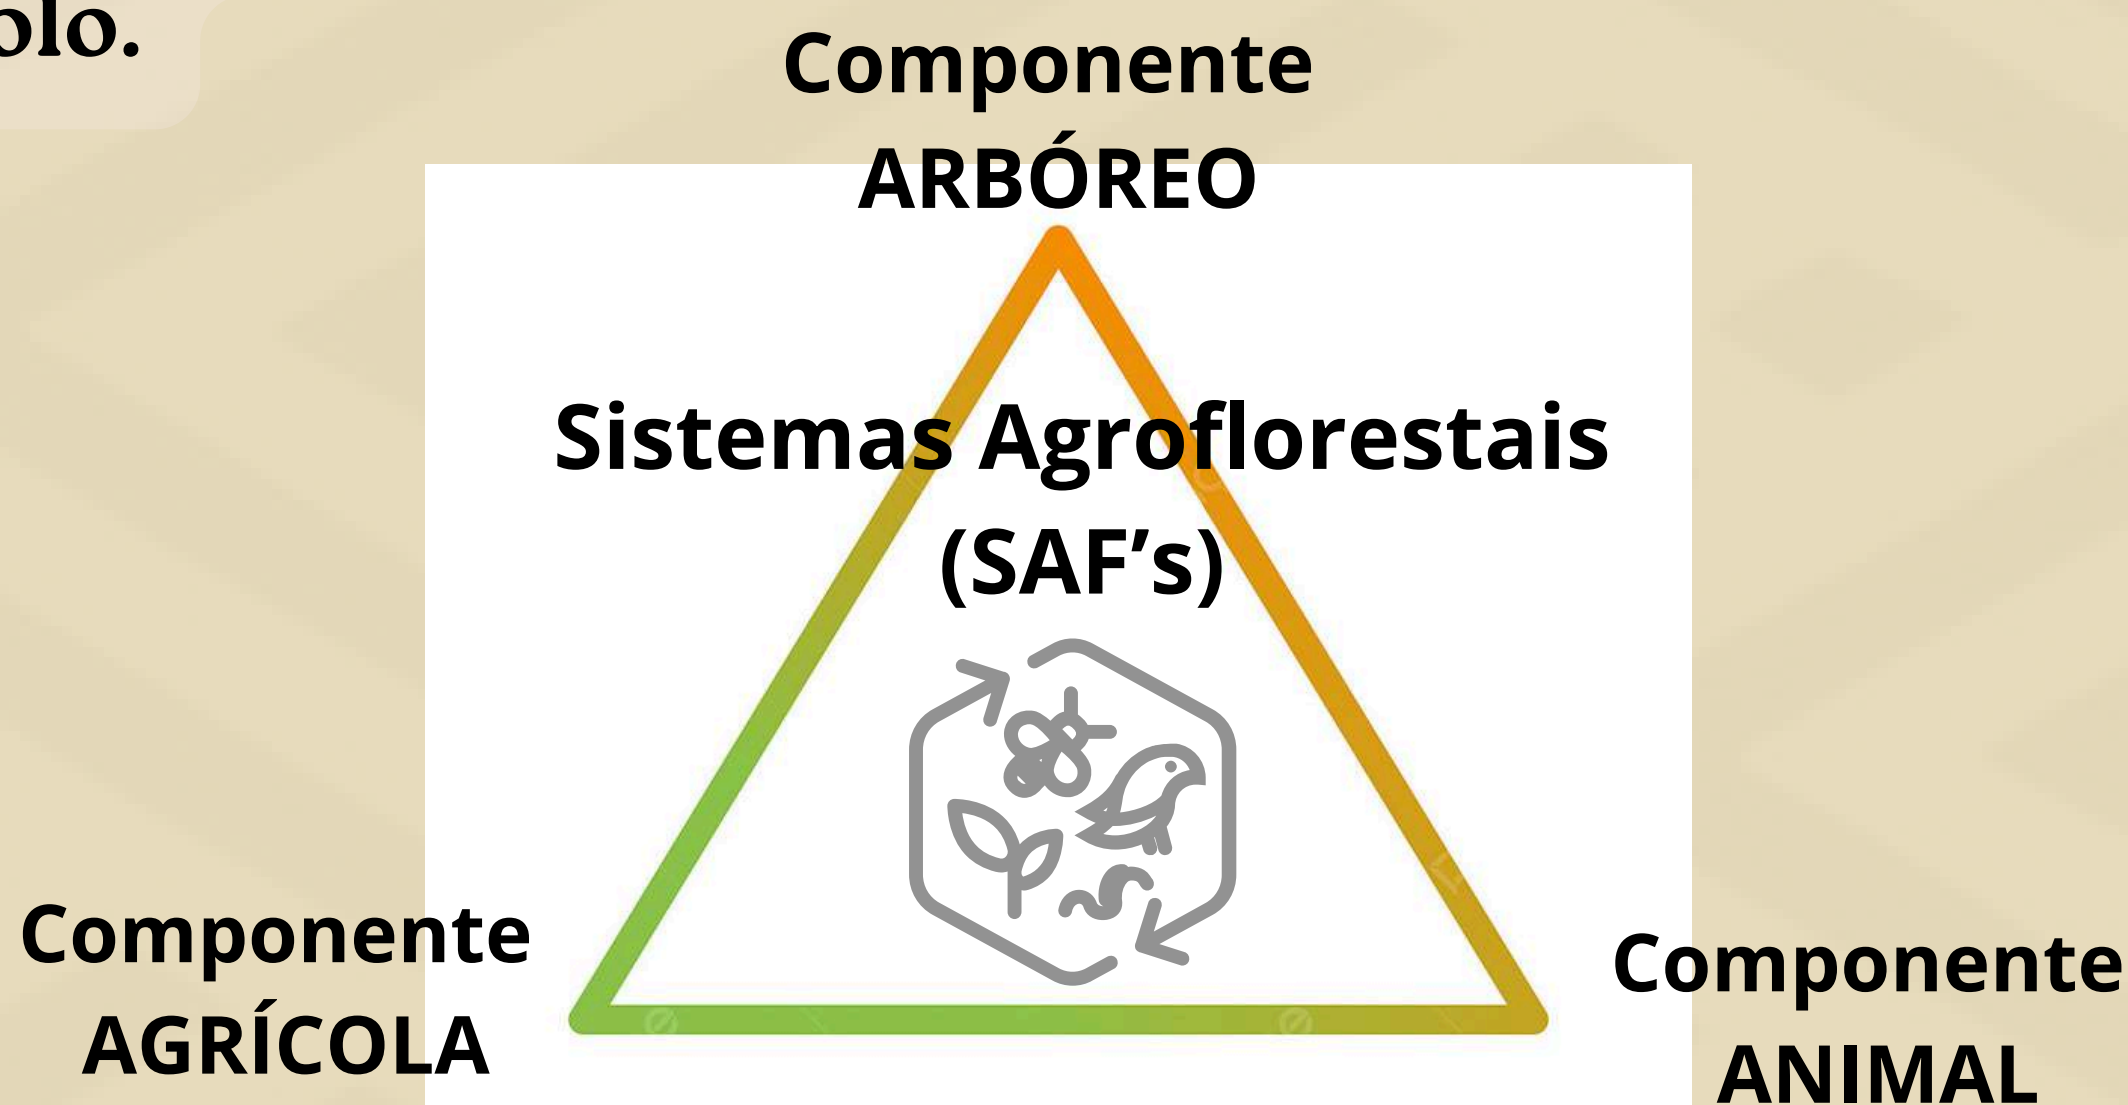 Componente
ARBÓREO
Sistemas Agroflorestais
(SAF’s)
Componente
AGRÍCOLA
Componente
ANIMAL